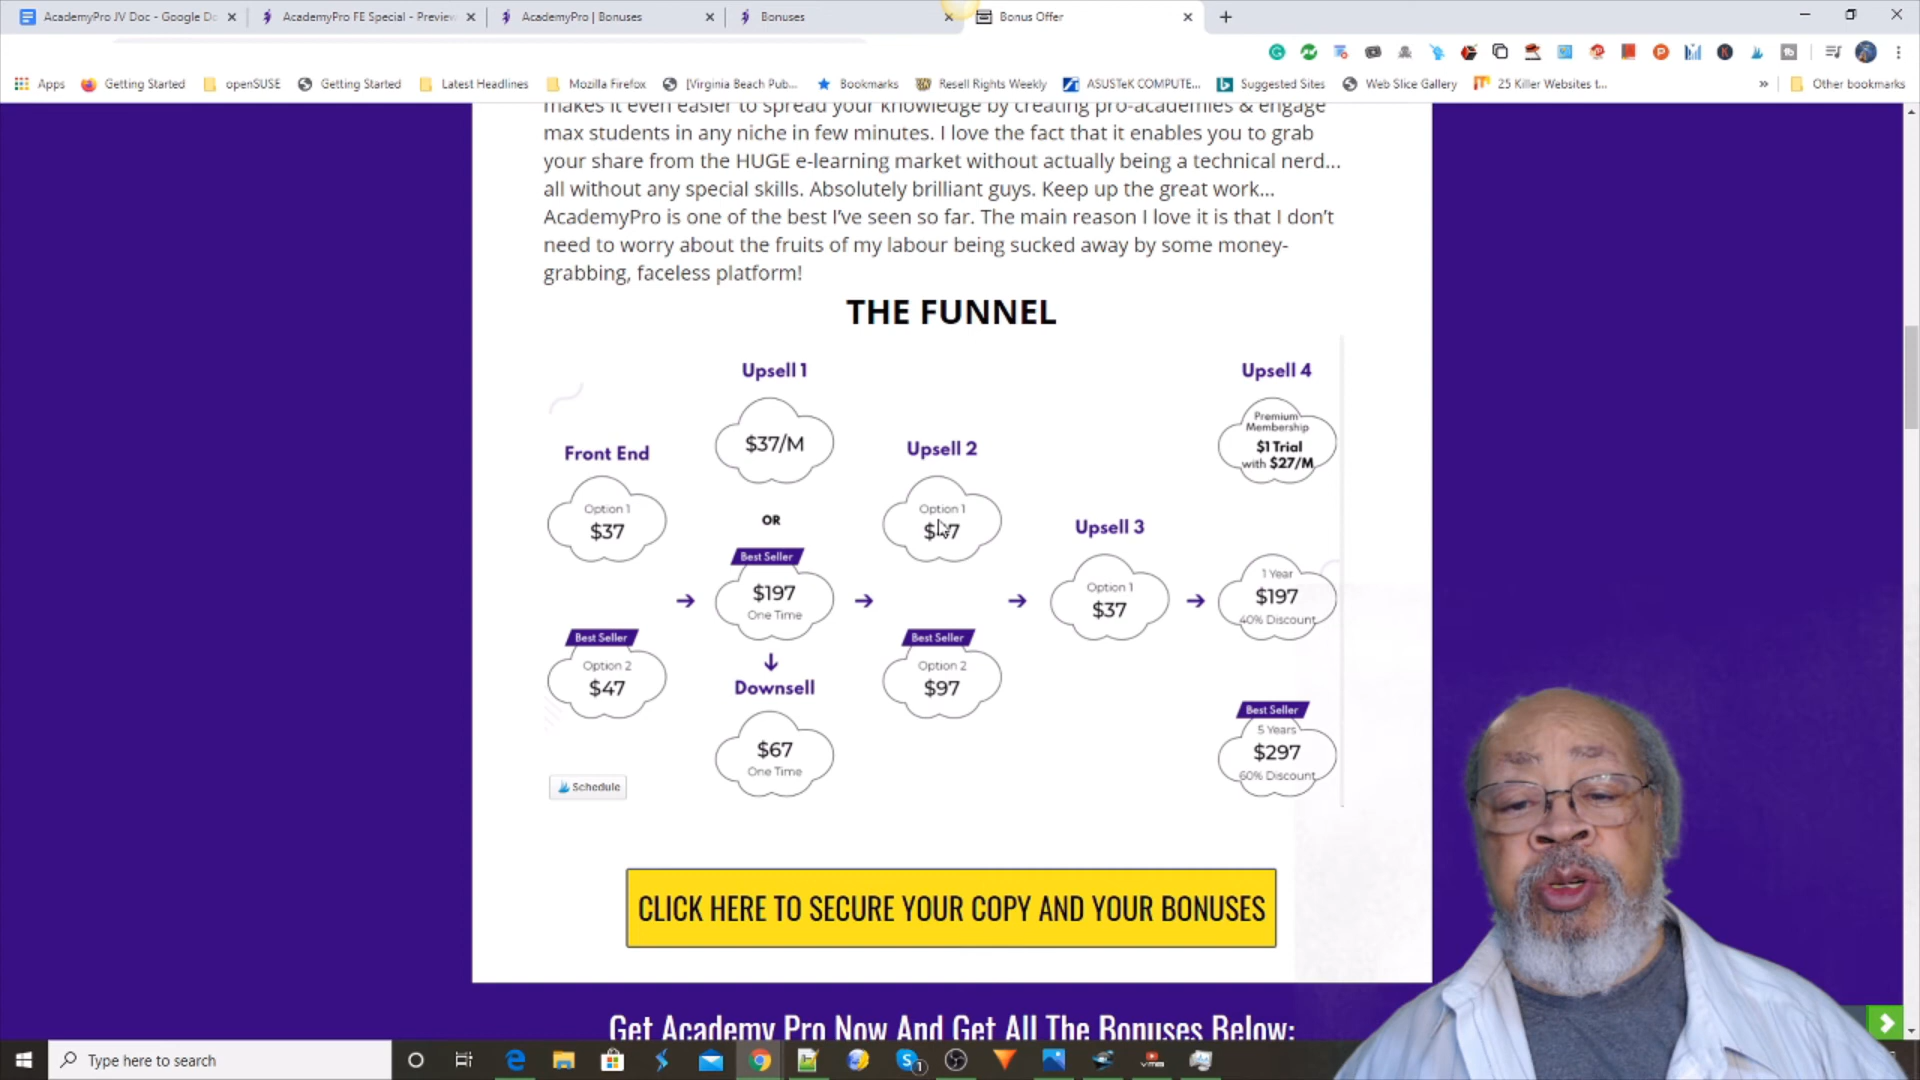 AcademyPro JV Doc - Google Do
AcademyPro FE Special - Preview
AcademyPro | Bonuses
Bonuses
Bonus Offer
Apps
Getting Started
openSUSE
Getting Started
Latest Headlines
Mozilla Firefox
[Virginia Beach Pub...
Bookmarks
Resell Rights Weekly
ASUSTeK COMPUTE...
Suggested Sites
Web Slice Gallery
25 Killer Websites t...
»
Other bookmarks
makes it even easier to spread your knowledge by creating pro-academies & engage
max students in any niche in few minutes. I love the fact that it enables you to grab
your share from the HUGE e-learning market without actually being a technical nerd...
all without any special skills. Absolutely brilliant guys. Keep up the great work...
AcademyPro is one of the best I've seen so far. The main reason I love it is that I don't
need to worry about the fruits of my labour being sucked away by some money-
grabbing, faceless platform!
THE FUNNEL
Front End
Option 1
$37
Best Seller
Option 2
$47
Upsell 1
$37/M
OR
Best Seller
$197
One Time
Downsell
$67
One Time
Upsell 2
Option 1
Best Seller
Option 2
$97
Upsell 3
Option 1
$37
Upsell 4
Premium
Membership
$1 Trial
with $27/M
1 Year
$197
40% Discount
Best Seller
5 Years
$297
60% Discount
Schedule
CLICK HERE TO SECURE YOUR COPY AND YOUR BONUSES
Get Academy Pro Now And Get All The Bonuses Below:
Type here to search